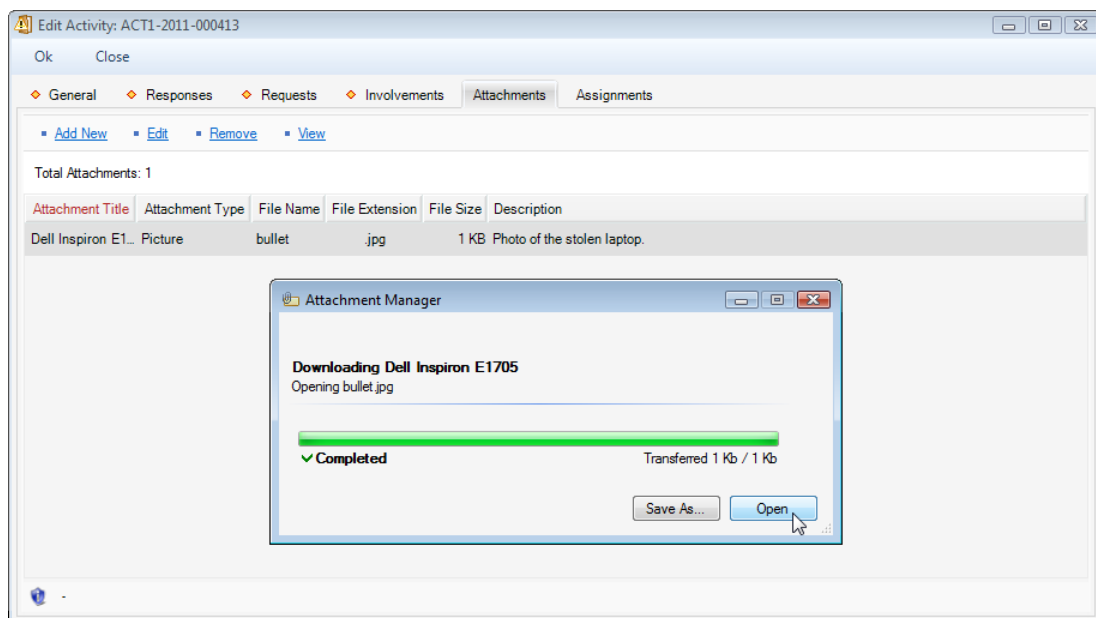 Edit Activity: ACT1-2011-000413
Ok Close
General Responses Requests Involvements Attachments Assignments
Add New Edit Remove View
Total Attachments: 1
Attachment Title Attachment Type File Name File Extension File Size Description
Dell Inspiron E1... Picture bullet .jpg 1 KB Photo of the stolen laptop.
Attachment Manager
Downloading Dell Inspiron E1705
Opening bullet.jpg
Completed Transferred 1 Kb / 1 Kb
Save As... Open
-